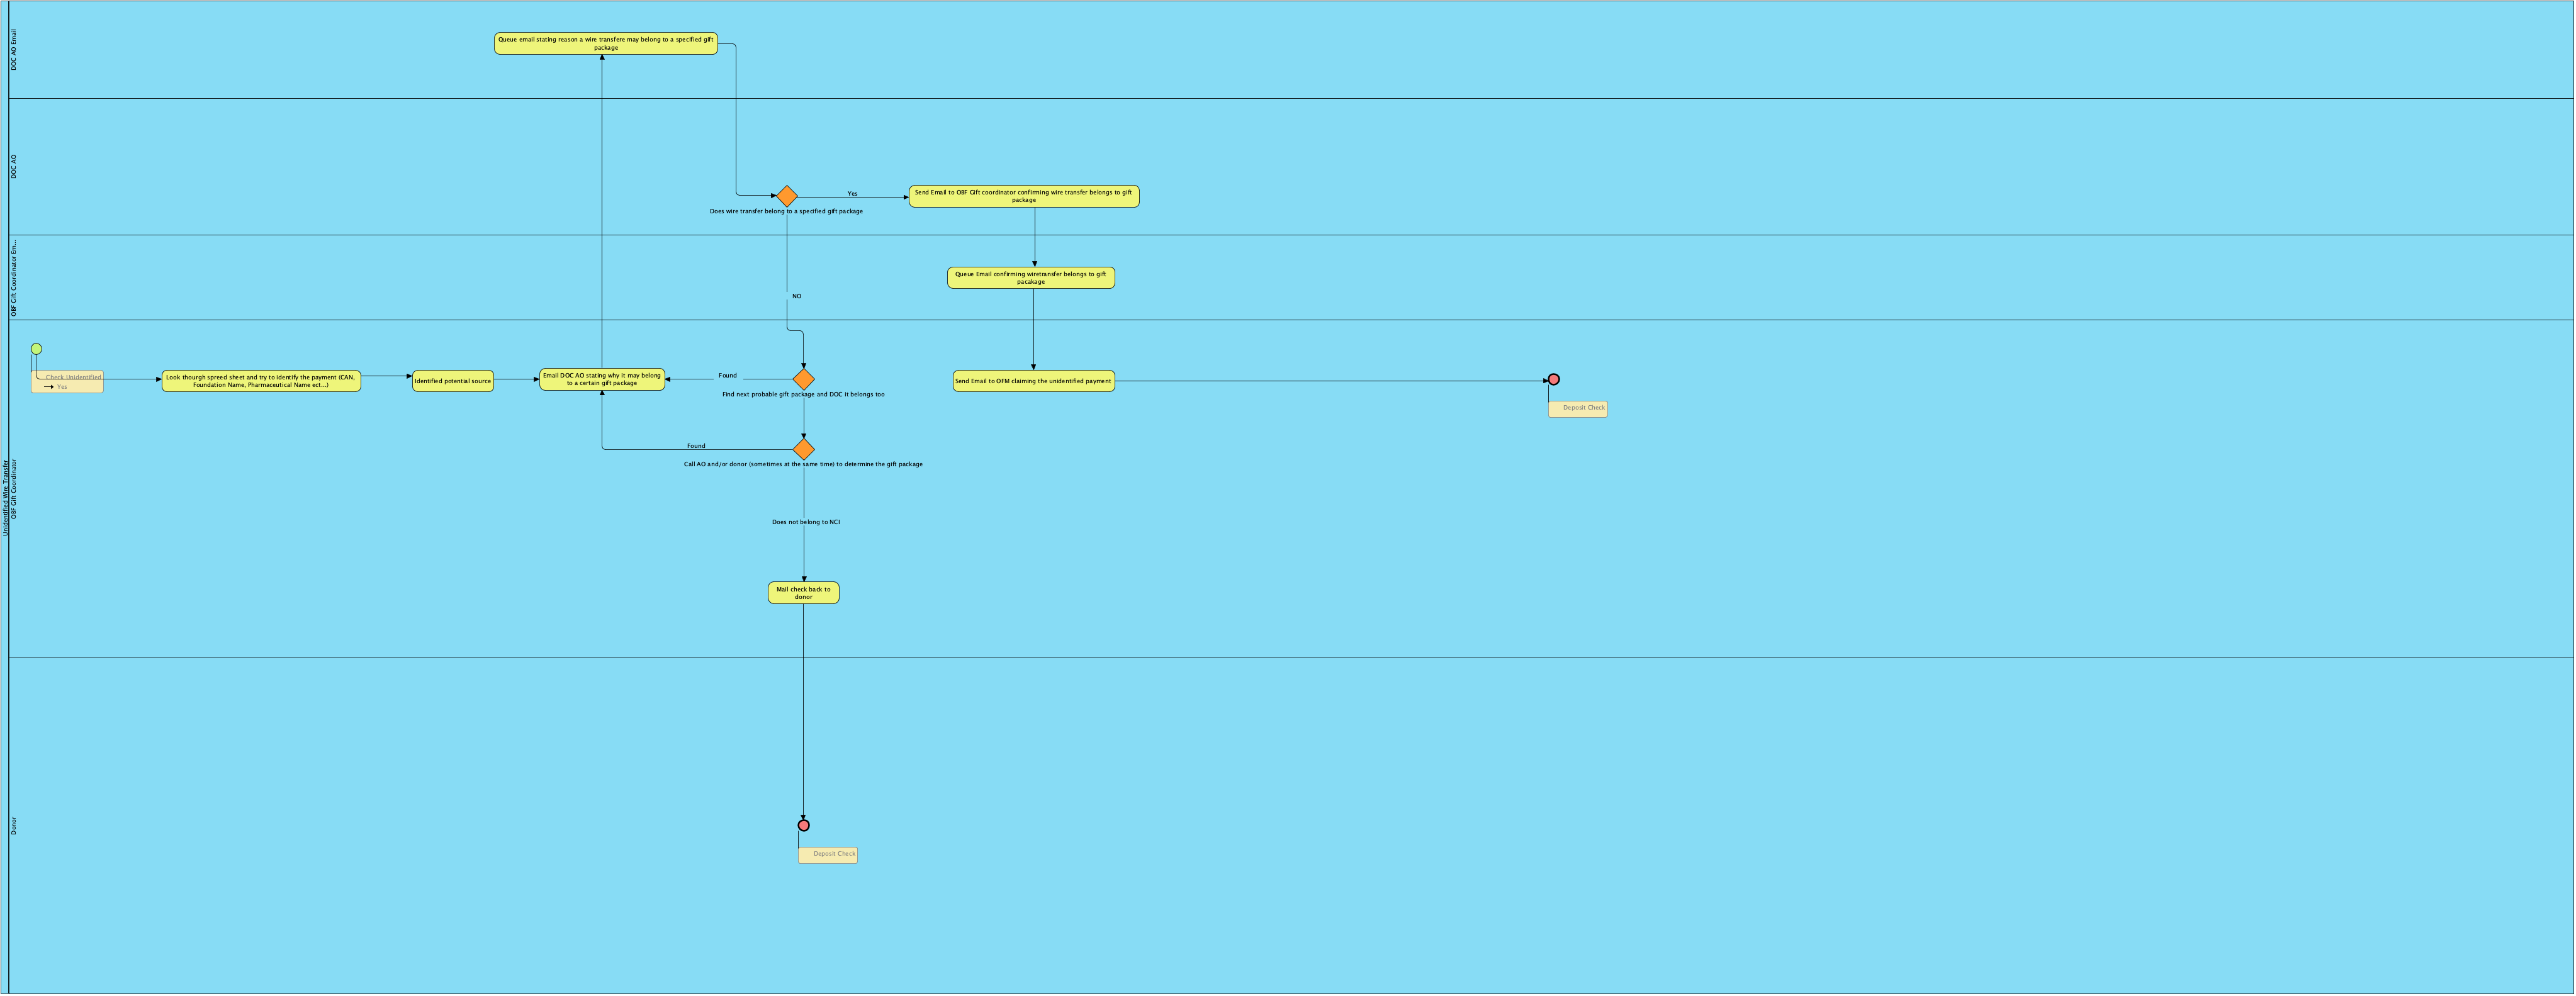 DOC AO Email
Queue email stating reason a wire transfere may belong to a specified gift
package
DOC AO
Yes
Send Email to OBF Gift coordinator confirming wire transfer belongs to gift
package
Does wire transfer belong to a specified gift package
OBF Gift Coordinator Em...
Queue Email confirming wiretransfer belongs to gift
pacakage
NO
Unidentified Wire Transfer
OBF Gift Coordinator
Check Unidentified
Yes
Look thourgh spreed sheet and try to identify the payment (CAN,
Foundation Name, Pharmaceutical Name ect...)
Identified potential source
Email DOC AO stating why it may belong
to a certain gift package
Found
Find next probable gift package and DOC it belongs too
Send Email to OFM claiming the unidentified payment
Deposit Check
Found
Call AO and/or donor (sometimes at the same time) to determine the gift package
Does not belong to NCI
Mail check back to
donor
Donor
Deposit Check